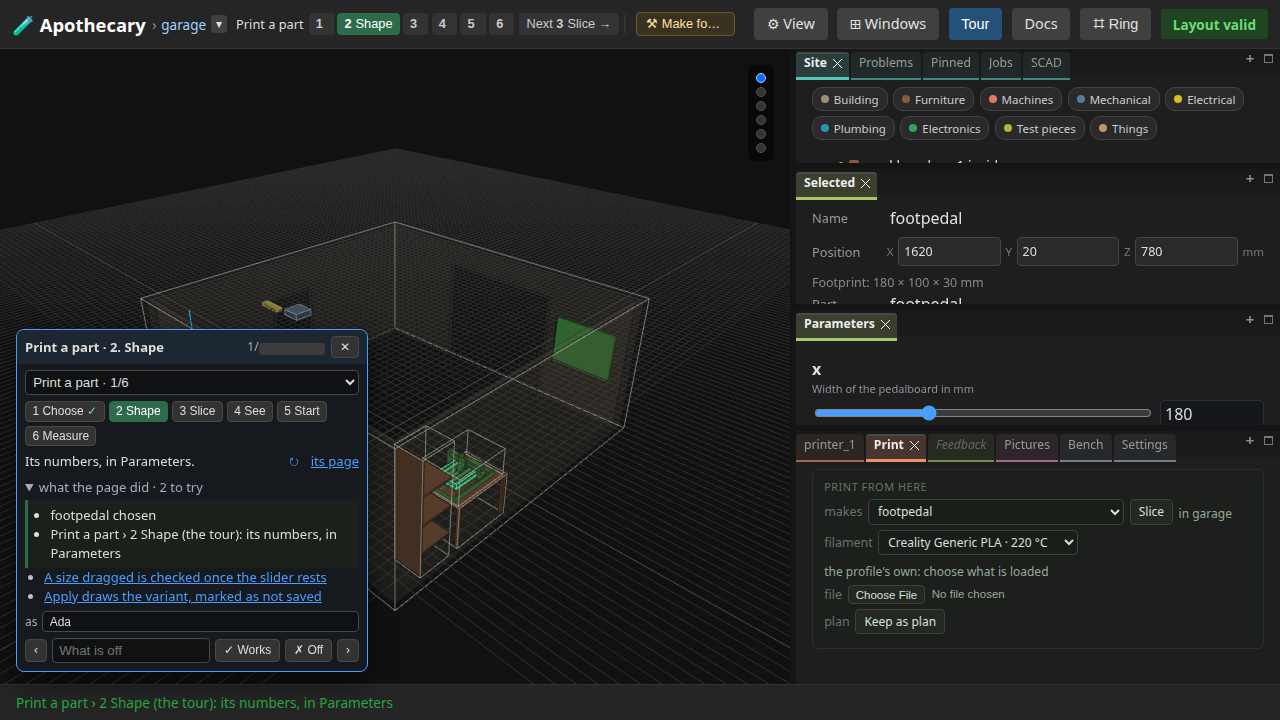 Apothecary › garage ▾ Print a part 1 2 Shape 3 4 5 6 Next 3 Slice → ⚒ Make fo… ⚙ View ⊞ Windows Tour Docs ⌗ Ring Layout valid
Site Problems Pinned Jobs SCAD
Building Furniture Machines Mechanical Electrical
Plumbing Electronics Test pieces Things
Selected
Name footpedal
Position X 1620 Y 20 Z 780 mm
Footprint: 180 × 100 × 30 mm
Part footpedal
Parameters
x
Width of the pedalboard in mm
180
printer_1 Print Feedback Pictures Bench Settings
PRINT FROM HERE
makes footpedal Slice in garage
filament Creality Generic PLA · 220 °C
the profile's own: choose what is loaded
file Choose File No file chosen
plan Keep as plan
Print a part · 2. Shape 1/ ✕
Print a part · 1/6
1 Choose ✓ 2 Shape 3 Slice 4 See 5 Start
6 Measure
Its numbers, in Parameters. ↻ its page
▼ what the page did · 2 to try
footpedal chosen
Print a part › 2 Shape (the tour): its numbers, in
Parameters
A size dragged is checked once the slider rests
Apply draws the variant, marked as not saved
as Ada
‹ What is off ✓ Works ✗ Off ›
Print a part › 2 Shape (the tour): its numbers, in Parameters